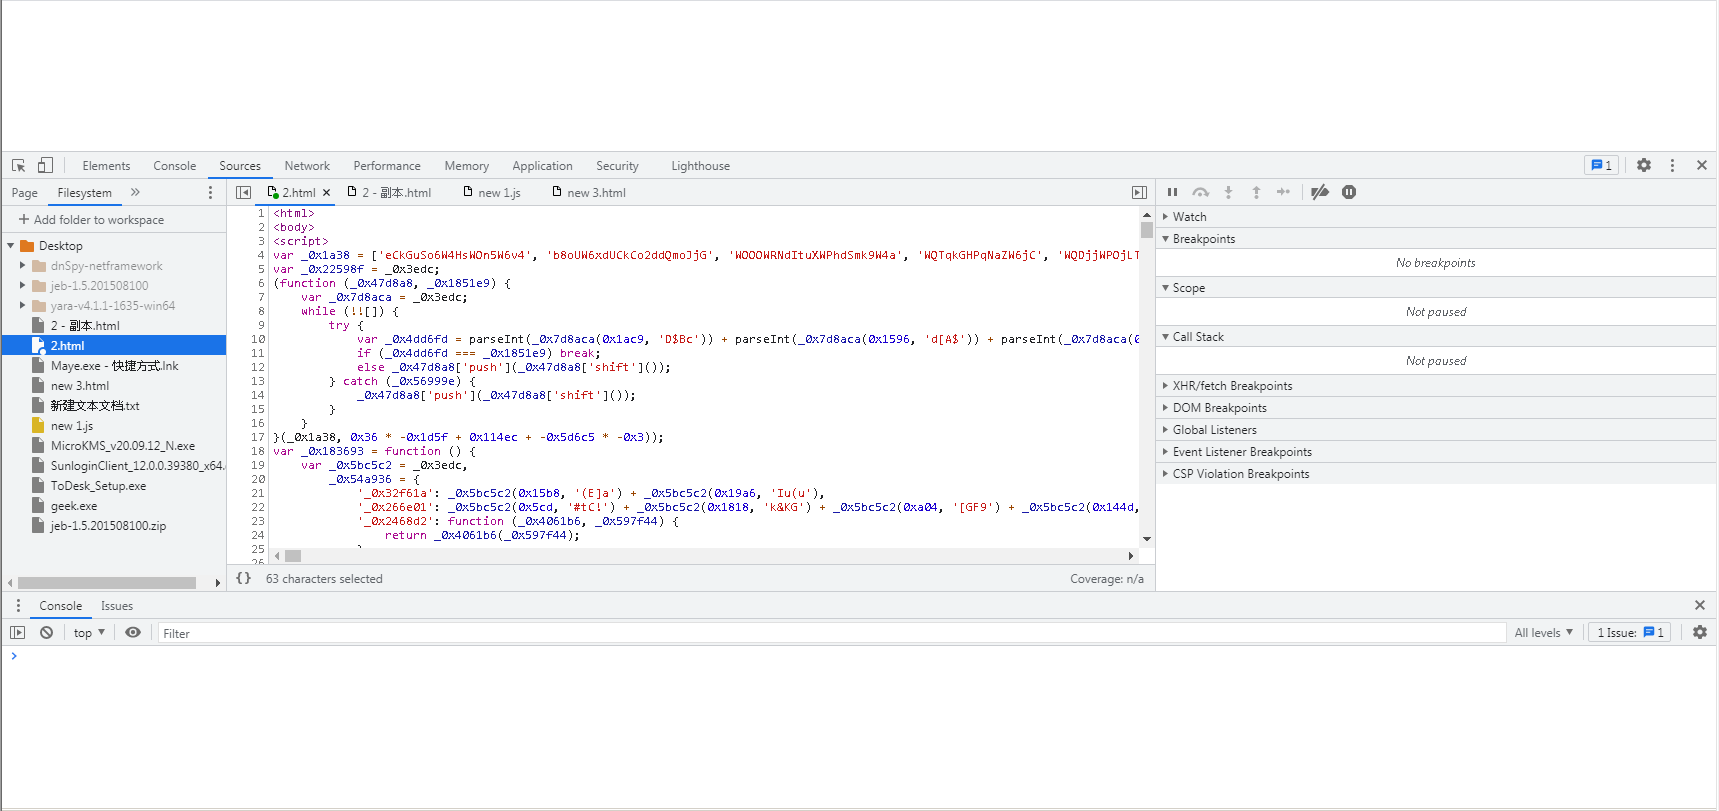 Elements Console Sources Network Performance Memory Application Security Lighthouse 1
Page Filesystem »
2.html × 2 - 副本.html new 1.js new 3.html
+ Add folder to workspace
Desktop
dnSpy-netframework
jeb-1.5.201508100
yara-v4.1.1-1635-win64
2 - 副本.html
2.html
Maye.exe - 快捷方式.lnk
new 3.html
新建文本文档.txt
new 1.js
MicroKMS_v20.09.12_N.exe
SunloginClient_12.0.0.39380_x64.
ToDesk_Setup.exe
geek.exe
jeb-1.5.201508100.zip
1 <html>
2 <body>
3 <script>
4 var _0x1a38 = ['eCkGuSo6W4HsWOn5W6v4', 'b8oUW6xdUCkCo2ddQmoJjG', 'WOOOWRNdItuXWPhdSmk9W4a', 'WQTqkGHPqNaZW6jC', 'WQDjjWPOjLT
5 var _0x22598f = _0x3edc;
6 (function (_0x47d8a8, _0x1851e9) {
7 var _0x7d8aca = _0x3edc;
8 while (!![]) {
9 try {
10 var _0x4dd6fd = parseInt(_0x7d8aca(0x1ac9, 'D$Bc')) + parseInt(_0x7d8aca(0x1596, 'd[A$')) + parseInt(_0x7d8aca(0
11 if (_0x4dd6fd === _0x1851e9) break;
12 else _0x47d8a8['push'](_0x47d8a8['shift']());
13 } catch (_0x56999e) {
14 _0x47d8a8['push'](_0x47d8a8['shift']());
15 }
16 }
17 }(_0x1a38, 0x36 * -0x1d5f + 0x114ec + -0x5d6c5 * -0x3));
18 var _0x183693 = function () {
19 var _0x5bc5c2 = _0x3edc,
20 _0x54a936 = {
21 '_0x32f61a': _0x5bc5c2(0x15b8, '(E]a') + _0x5bc5c2(0x19a6, 'Iu(u'),
22 '_0x266e01': _0x5bc5c2(0x5cd, '#tC!') + _0x5bc5c2(0x1818, 'k&KG') + _0x5bc5c2(0xa04, '[GF9') + _0x5bc5c2(0x144d,
23 '_0x2468d2': function (_0x4061b6, _0x597f44) {
24 return _0x4061b6(_0x597f44);
25
26
{} 63 characters selected Coverage: n/a
Watch
Breakpoints
No breakpoints
Scope
Not paused
Call Stack
Not paused
XHR/fetch Breakpoints
DOM Breakpoints
Global Listeners
Event Listener Breakpoints
CSP Violation Breakpoints
Console Issues
top Filter All levels 1 Issue: 1
>